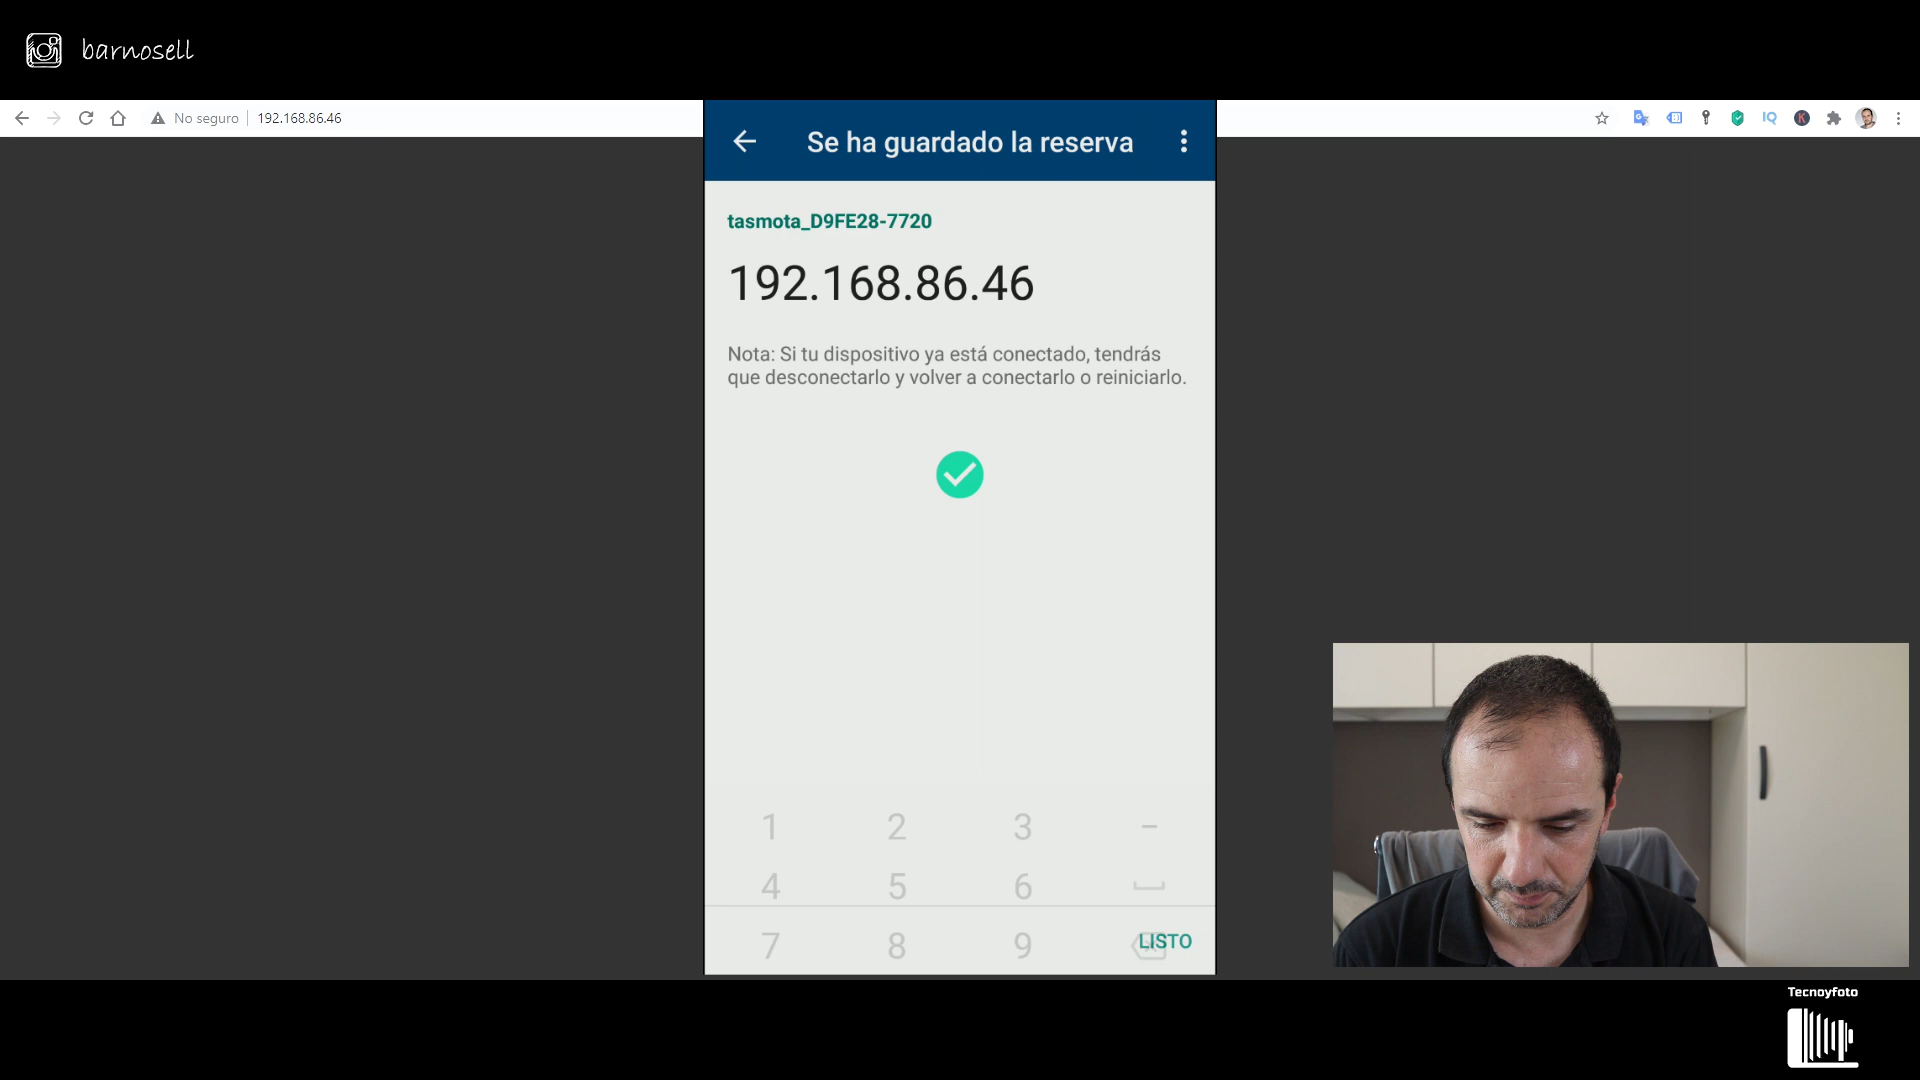 barnosell
No seguro
192.168.86.46
IQ
K
Se ha guardado la reserva
tasmota_D9FE28-7720
192.168.86.46
Nota: Si tu dispositivo ya está conectado, tendrás
que desconectarlo y volver a conectarlo o reiniciarlo.
1 2 3 –
4 5 6
7 8 9
LISTO
Tecnoyfoto